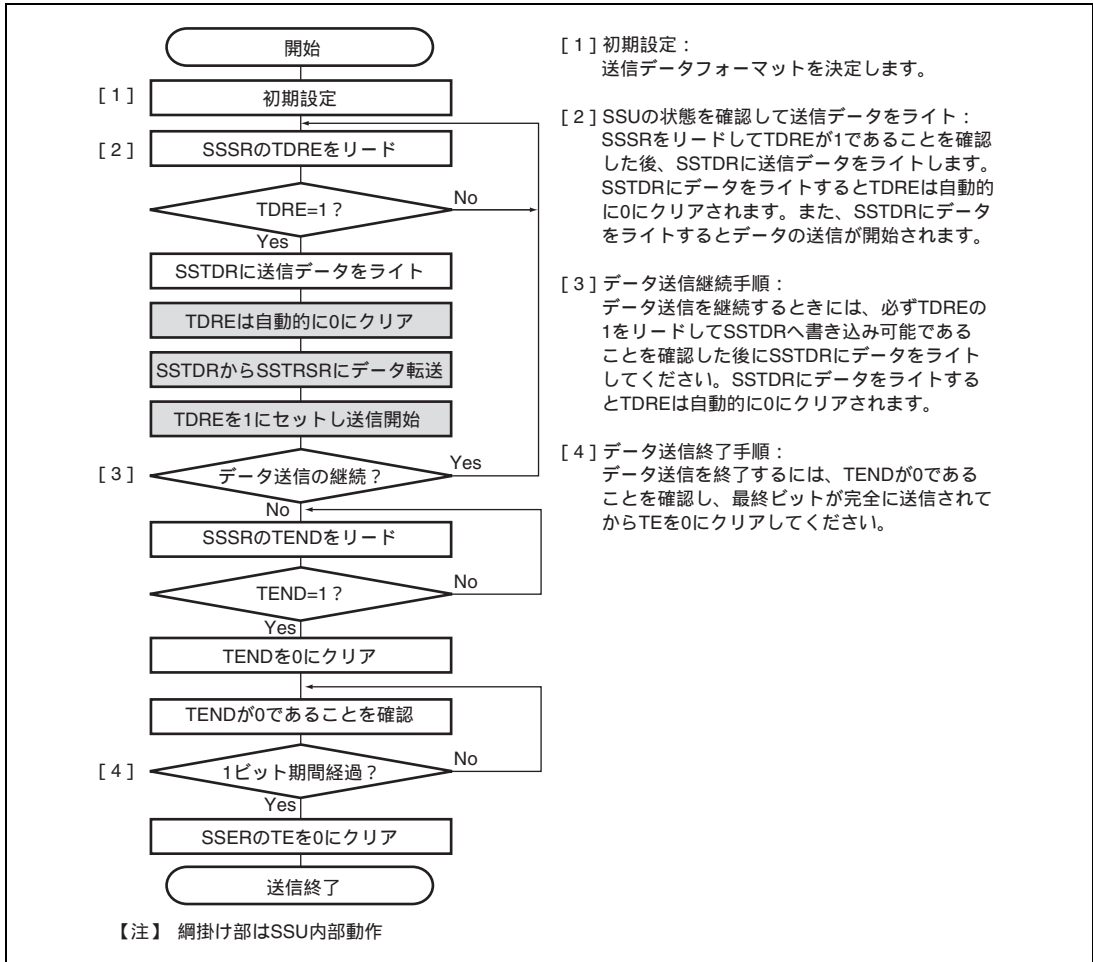 開始
[1] 初期設定
[2] SSSRのTDREをリード
TDRE=1？
No
Yes
SSTDRに送信データをライト
TDREは自動的に0にクリア
SSTDRからSSTRSRにデータ転送
TDREを1にセットし送信開始
[3] データ送信の継続？
Yes
No
SSSRのTENDをリード
TEND=1？
No
Yes
TENDを0にクリア
TENDが0であることを確認
[4] 1ビット期間経過？
No
Yes
SSERのTEを0にクリア
送信終了
【注】 網掛け部はSSU内部動作
[1] 初期設定：
送信データフォーマットを決定します。
[2] SSUの状態を確認して送信データをライト：
SSSRをリードしてTDREが1であることを確認
した後、SSTDRに送信データをライトします。
SSTDRにデータをライトするとTDREは自動的
に0にクリアされます。また、SSTDRにデータ
をライトするとデータの送信が開始されます。
[3] データ送信継続手順：
データ送信を継続するときには、必ずTDREの
1をリードしてSSTDRへ書き込み可能である
ことを確認した後にSSTDRにデータをライト
してください。SSTDRにデータをライトする
とTDREは自動的に0にクリアされます。
[4] データ送信終了手順：
データ送信を終了するには、TENDが0である
ことを確認し、最終ビットが完全に送信されて
からTEを0にクリアしてください。